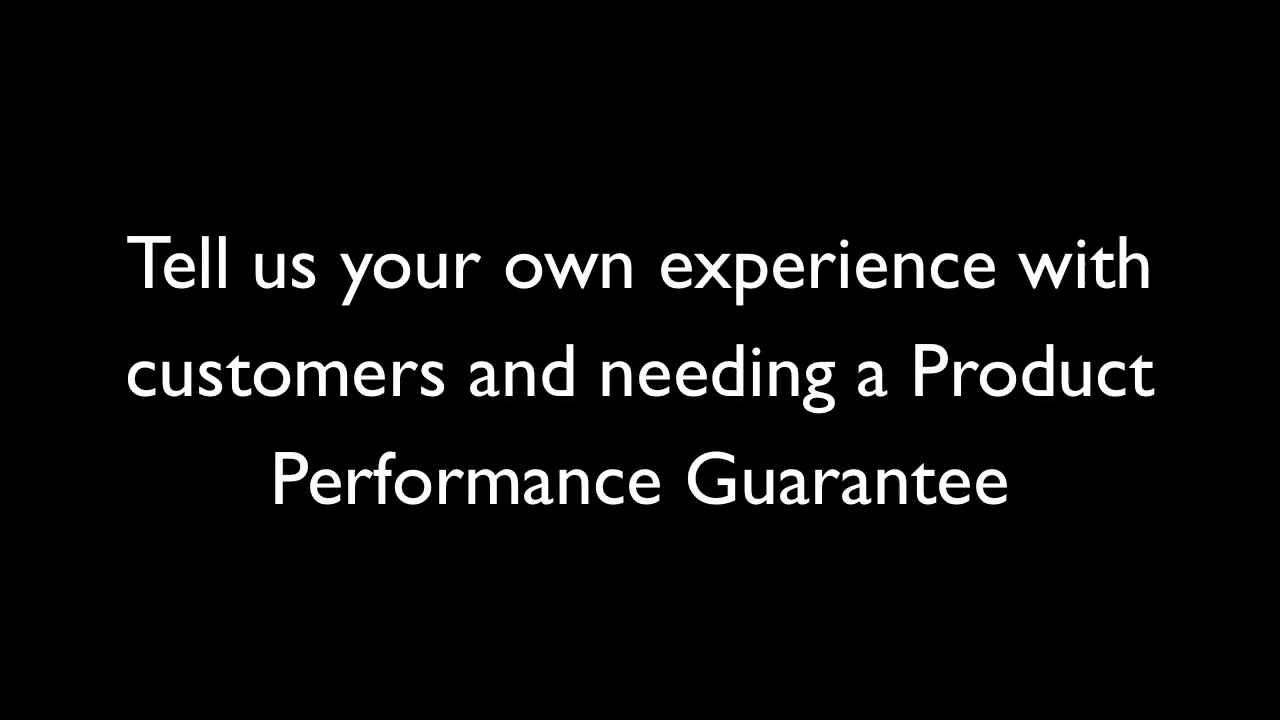 Tell us your own experience with
customers and needing a Product
Performance Guarantee